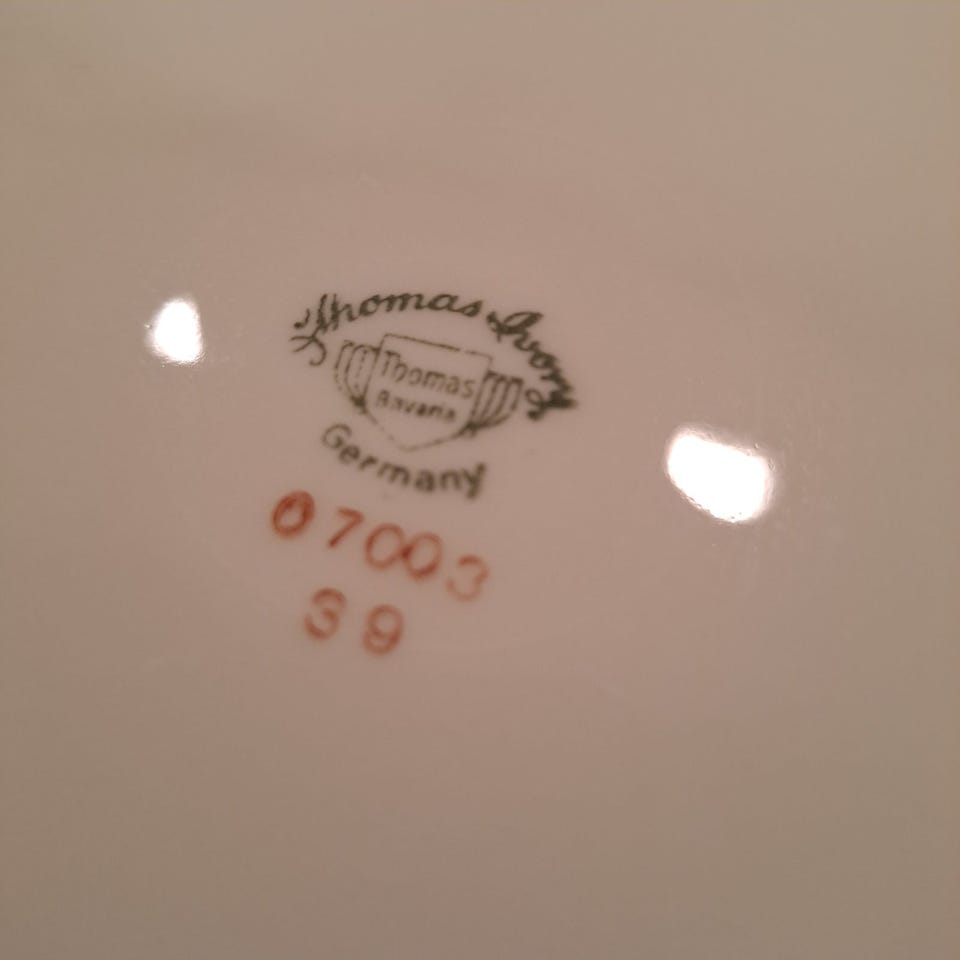 Thomas Ivory
Thomas
Bavaria
Germany
07003
39